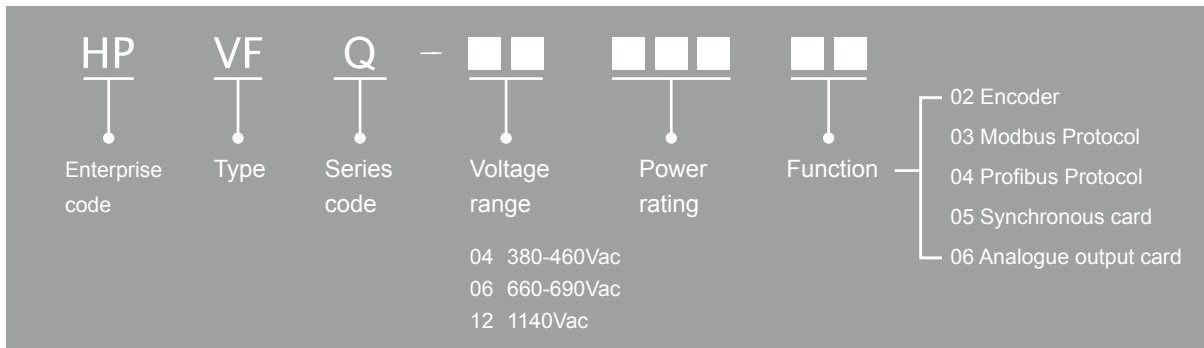 HP VF Q -
Enterprise code
Type
Series code
Voltage range
Power rating
Function
04 380-460Vac
06 660-690Vac
12 1140Vac
02 Encoder
03 Modbus Protocol
04 Profibus Protocol
05 Synchronous card
06 Analogue output card